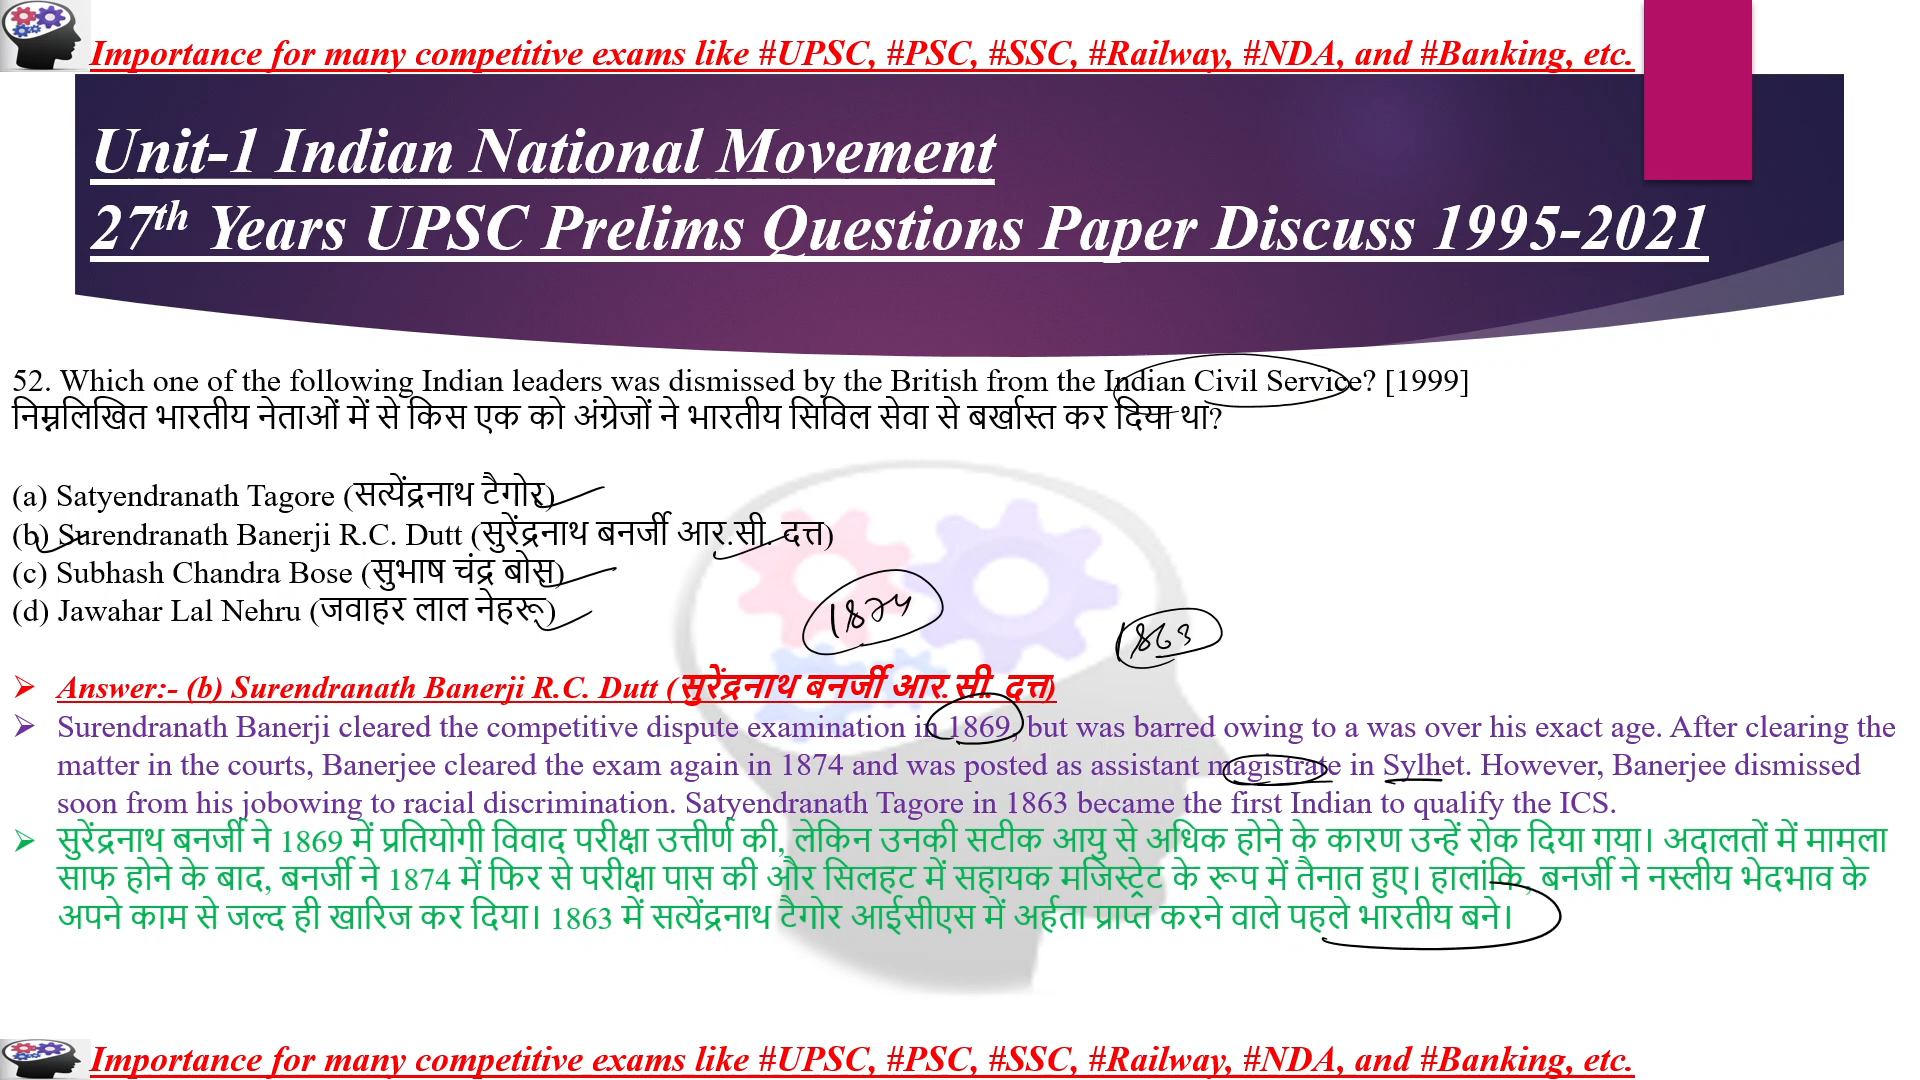 Importance for many competitive exams like #UPSC, #PSC, #SSC, #Railway, #NDA, and #Banking, etc.
Unit-1 Indian National Movement
27th Years UPSC Prelims Questions Paper Discuss 1995-2021
52. Which one of the following Indian leaders was dismissed by the British from the Indian Civil Service? [1999]
निम्नलिखित भारतीय नेताओं में से किस एक को अंग्रेजों ने भारतीय सिविल सेवा से बर्खास्त कर दिया था?
(a) Satyendranath Tagore (सत्येंद्रनाथ टैगोर)
(b) Surendranath Banerji R.C. Dutt (सुरेंद्रनाथ बनर्जी आर.सी. दत्त)
(c) Subhash Chandra Bose (सुभाष चंद्र बोस)
(d) Jawahar Lal Nehru (जवाहर लाल नेहरू)
1874
1863
Answer:- (b) Surendranath Banerji R.C. Dutt (सुरेंद्रनाथ बनर्जी आर.सी. दत्त)
Surendranath Banerji cleared the competitive dispute examination in 1869, but was barred owing to a was over his exact age. After clearing the
matter in the courts, Banerjee cleared the exam again in 1874 and was posted as assistant magistrate in Sylhet. However, Banerjee dismissed
soon from his jobowing to racial discrimination. Satyendranath Tagore in 1863 became the first Indian to qualify the ICS.
सुरेंद्रनाथ बनर्जी ने 1869 में प्रतियोगी विवाद परीक्षा उत्तीर्ण की, लेकिन उनकी सटीक आयु से अधिक होने के कारण उन्हें रोक दिया गया। अदालतों में मामला
साफ होने के बाद, बनर्जी ने 1874 में फिर से परीक्षा पास की और सिलहट में सहायक मजिस्ट्रेट के रूप में तैनात हुए। हालांकि, बनर्जी ने नस्लीय भेदभाव के
अपने काम से जल्द ही खारिज कर दिया। 1863 में सत्येंद्रनाथ टैगोर आईसीएस में अर्हता प्राप्त करने वाले पहले भारतीय बने।
Importance for many competitive exams like #UPSC, #PSC, #SSC, #Railway, #NDA, and #Banking, etc.